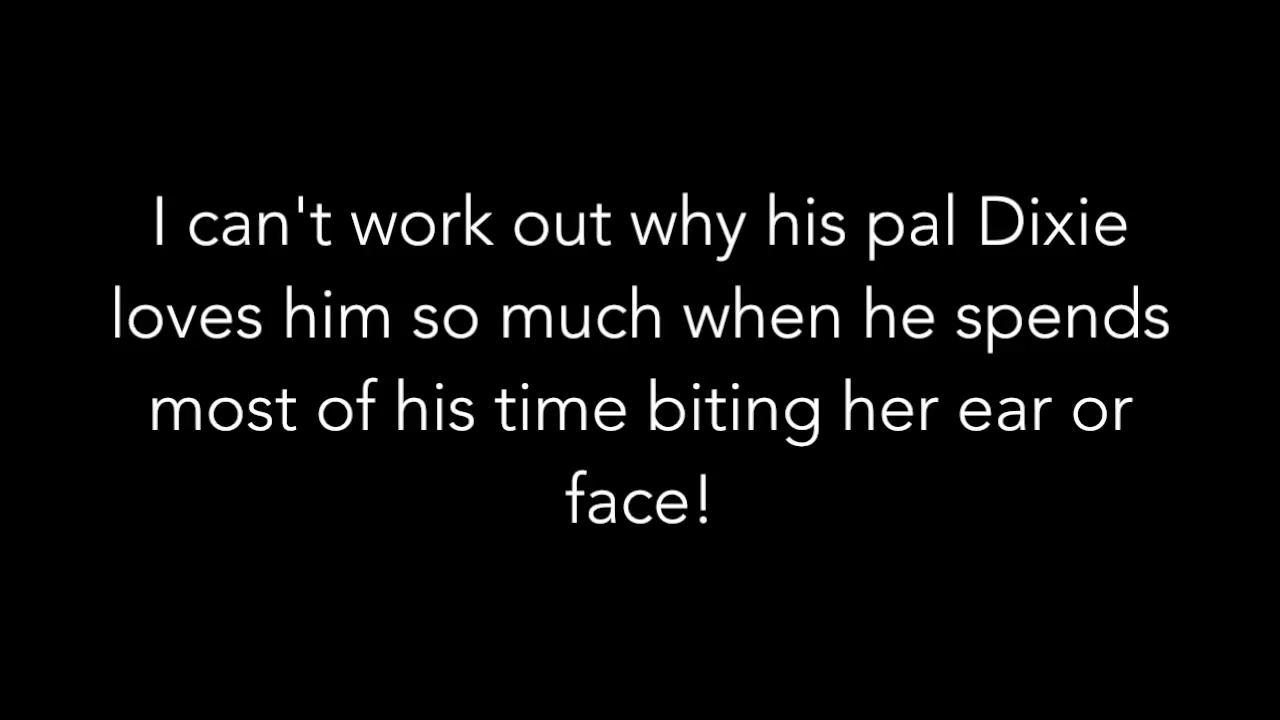 I can't work out why his pal Dixie
loves him so much when he spends
most of his time biting her ear or
face!